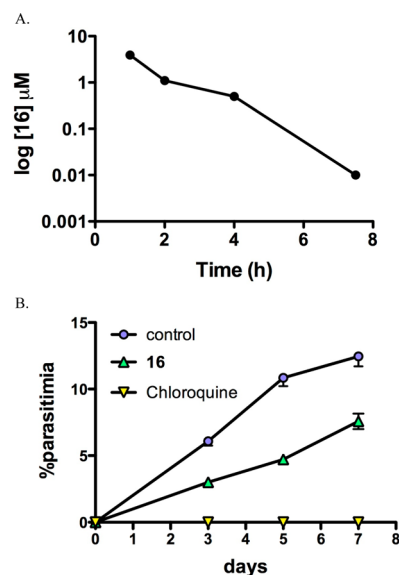 A.
log [16] μM
10
1
0.1
0.01
0.001
0 2 4 6 8
Time (h)
B.
%parasitimia
15
10
5
0
control
16
Chloroquine
0 1 2 3 4 5 6 7 8
days